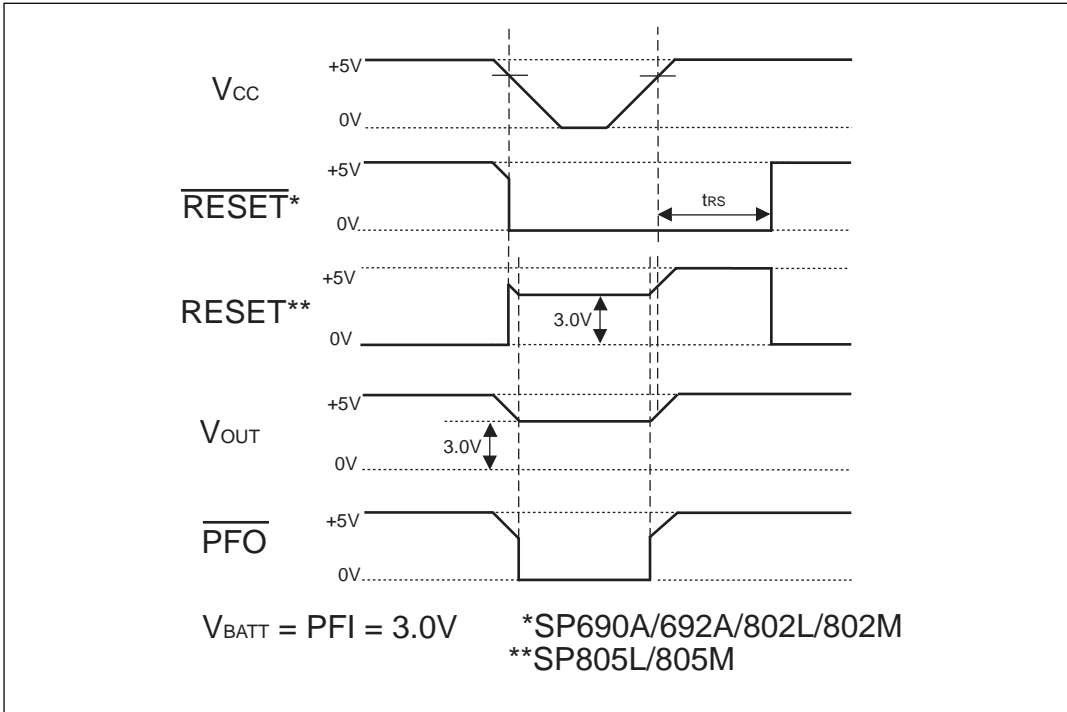 +5V
VCC
0V
+5V
RESET*
tRS
0V
+5V
RESET**
3.0V
0V
+5V
VOUT
3.0V
0V
+5V
PFO
0V
VBATT = PFI = 3.0V *SP690A/692A/802L/802M
**SP805L/805M